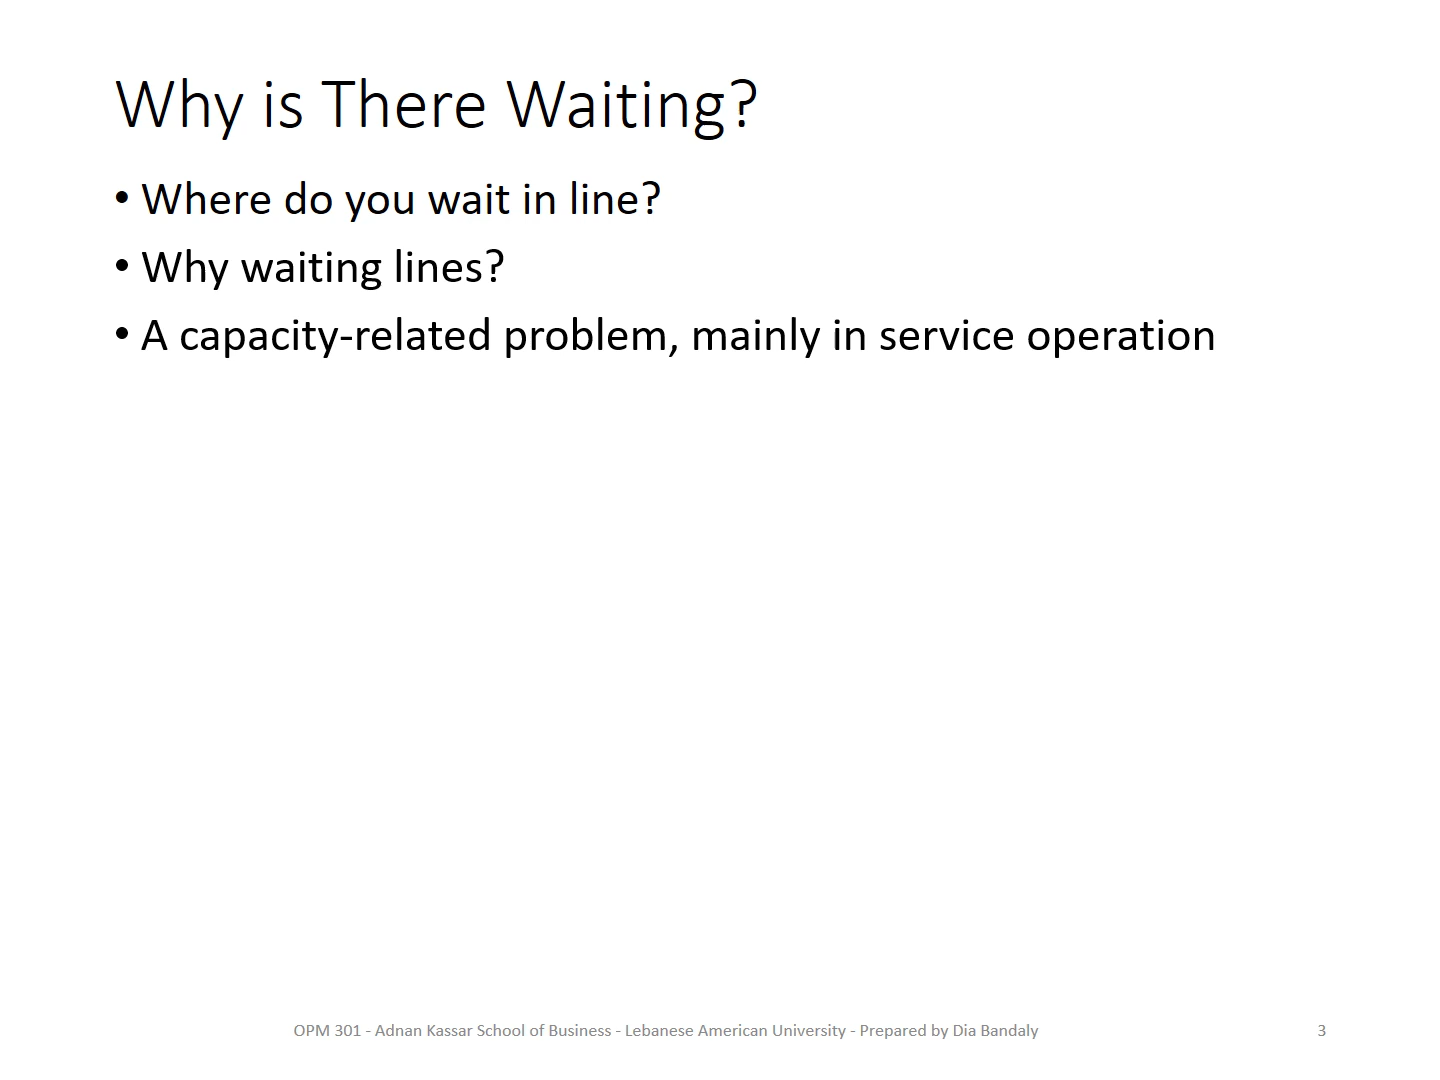 Why is There Waiting?
• Where do you wait in line?
• Why waiting lines?
• A capacity-related problem, mainly in service operation
OPM 301 - Adnan Kassar School of Business - Lebanese American University - Prepared by Dia Bandaly
3